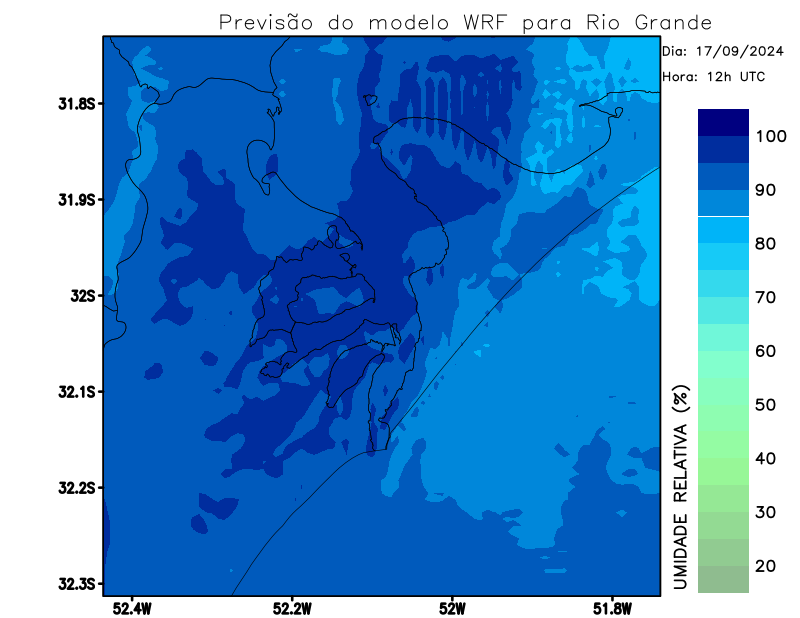 Previsão do modelo WRF para Rio Grande
Dia: 17/09/2024
Hora: 12h UTC
31.8S
31.9S
32S
32.1S
32.2S
32.3S
52.4W
52.2W
52W
51.8W
UMIDADE RELATIVA (%)
100
90
80
70
60
50
40
30
20